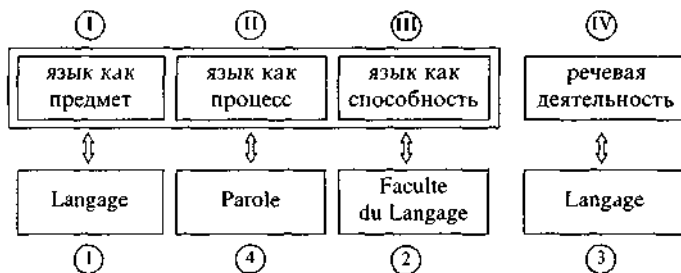 I II III IV
язык как предмет
язык как процесс
язык как способность
речевая деятельность
Langage
Parole
Faculte du Langage
Langage
1 4 2 3